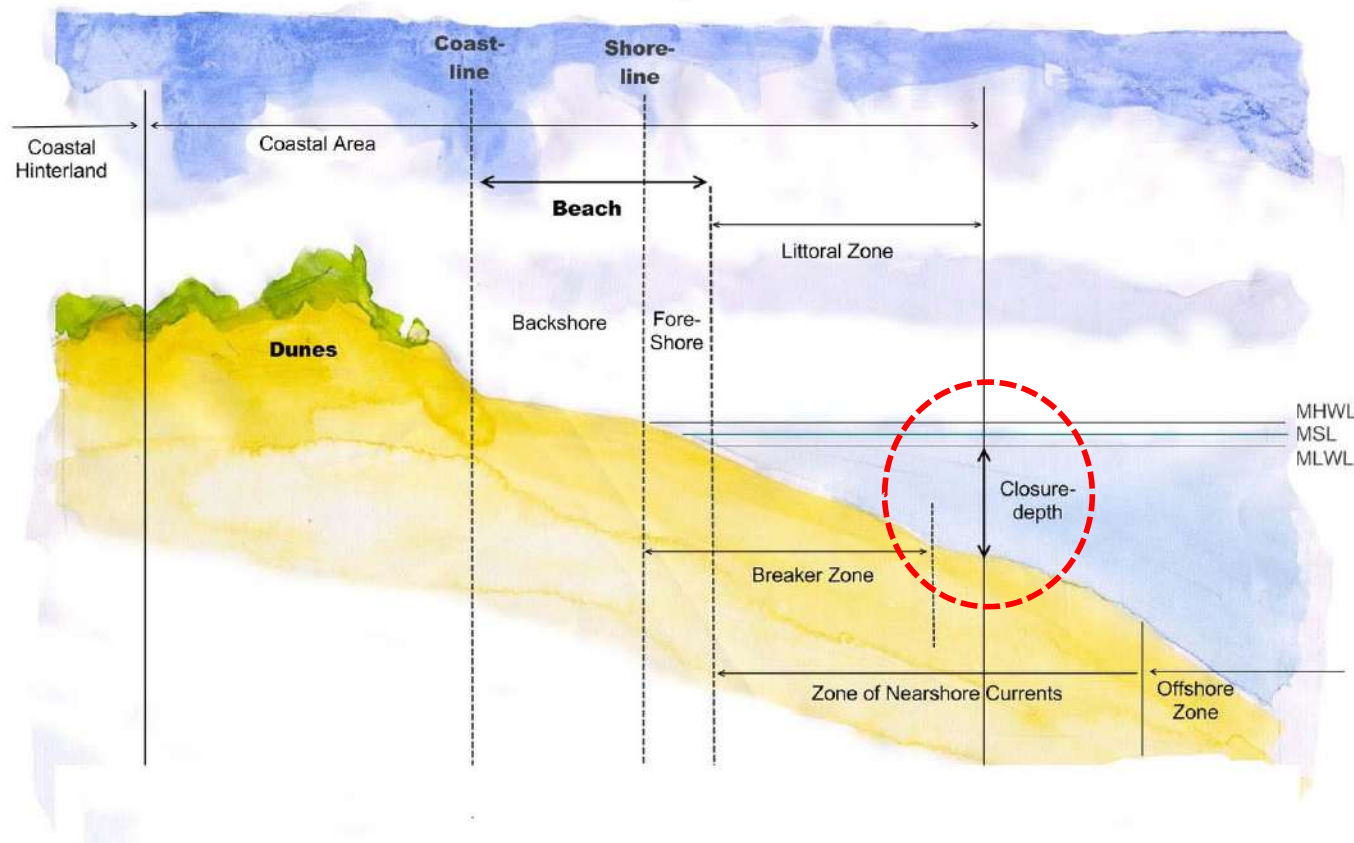 Coast-
line
Shore-
line
Coastal
Hinterland
Coastal Area
Beach
Littoral Zone
Backshore
Fore-
Shore
Dunes
MHWL
MSL
MLWL
Closure-
depth
Breaker Zone
Zone of Nearshore Currents
Offshore
Zone